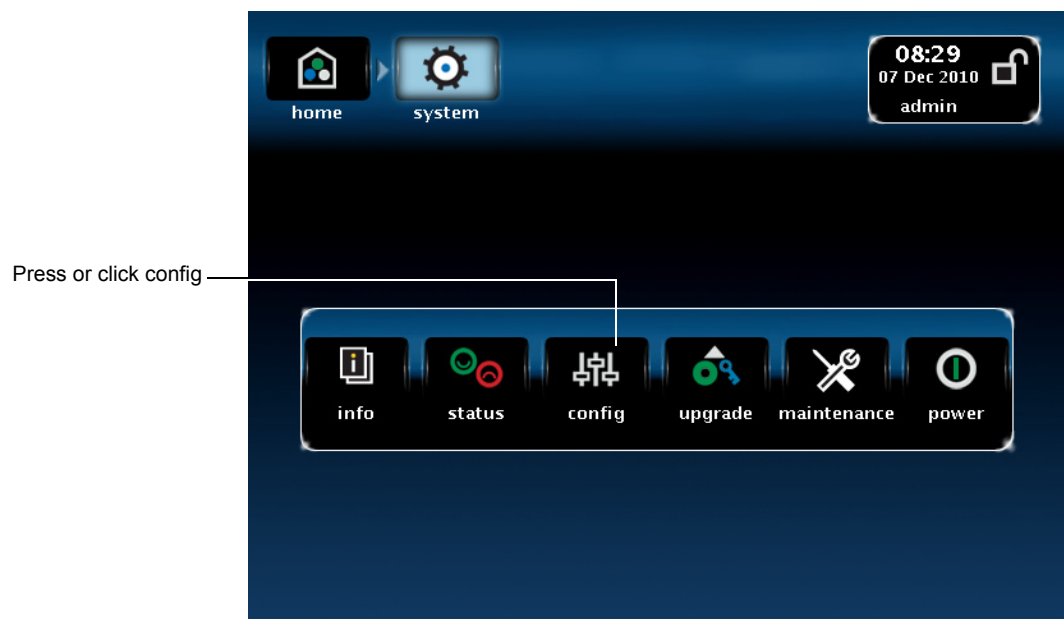 home
system
08:29
07 Dec 2010
admin
Press or click config
info
status
config
upgrade
maintenance
power